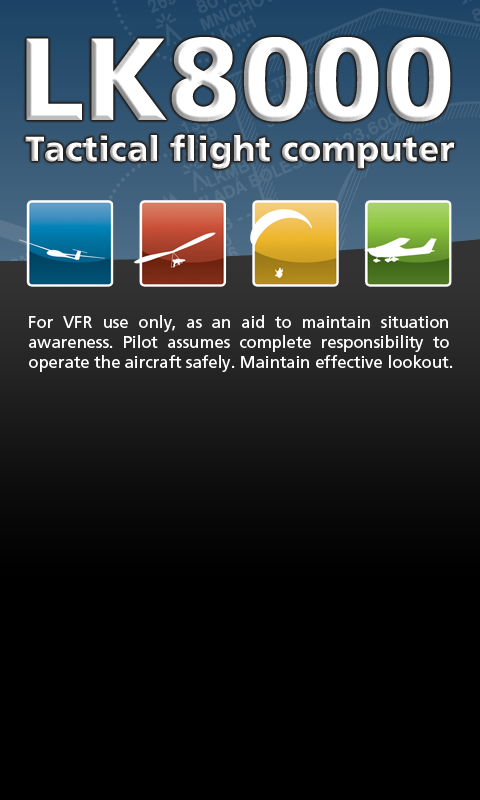 LK8000
Tactical flight computer
For VFR use only, as an aid to maintain situation
awareness. Pilot assumes complete responsibility to
operate the aircraft safely. Maintain effective lookout.